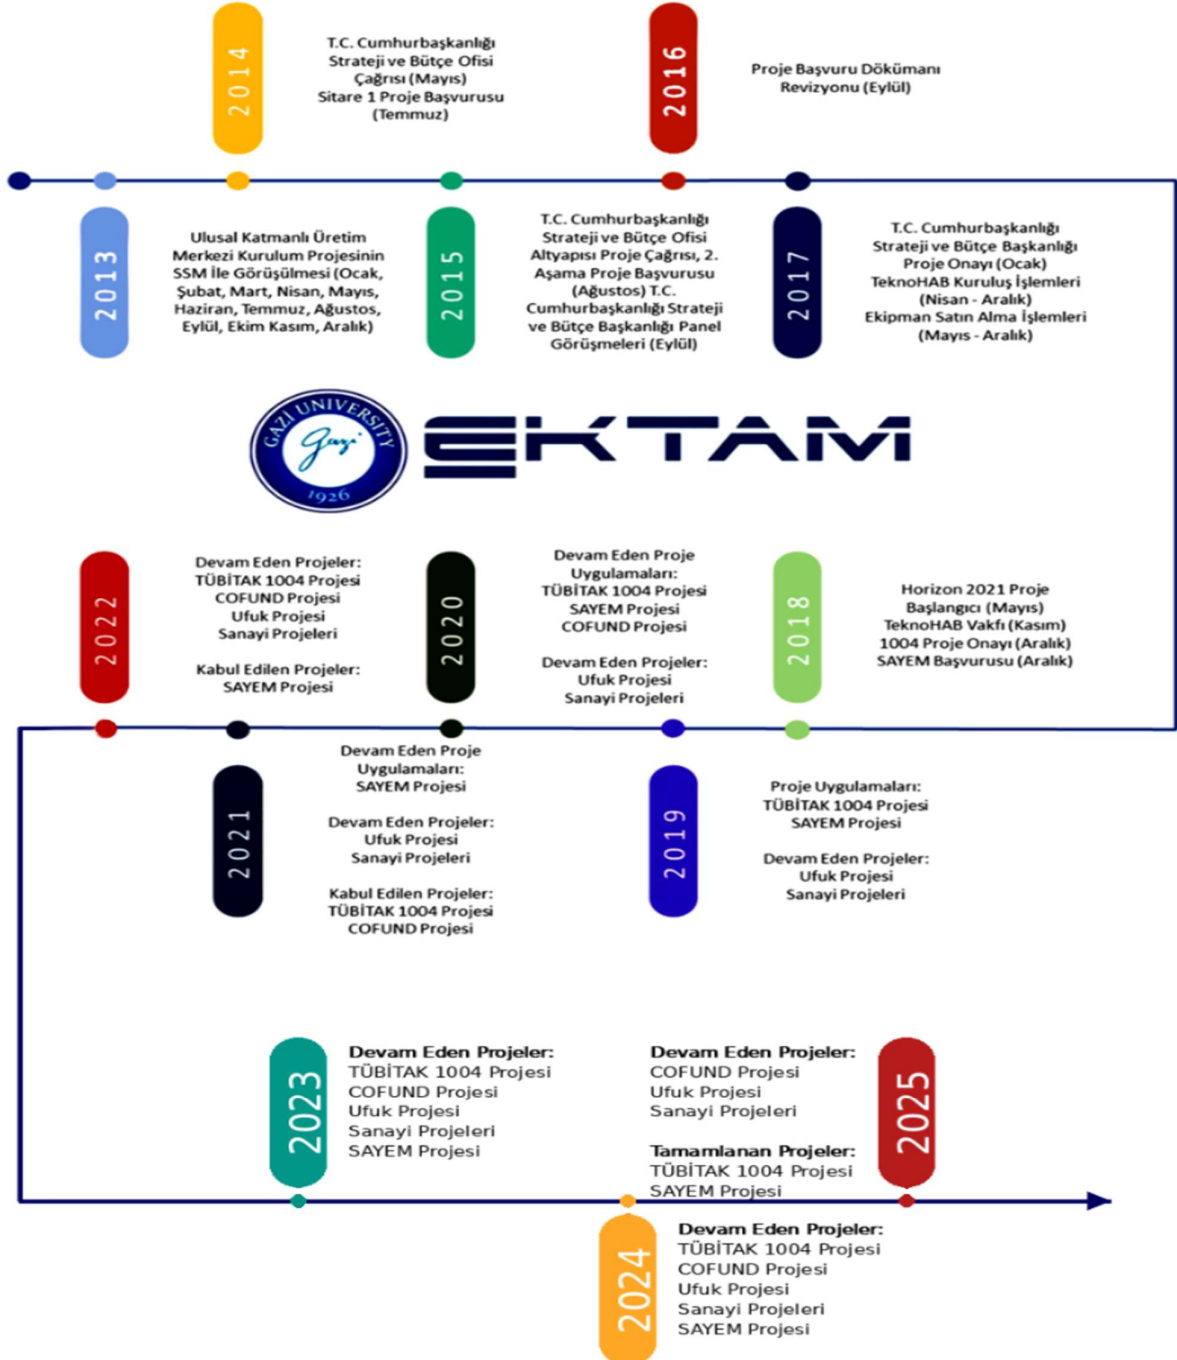 2014
T.C. Cumhurbaşkanlığı
Strateji ve Bütçe Ofisi
Çağrısı (Mayıs)
Sitare 1 Proje Başvurusu
(Temmuz)
2016
Proje Başvuru Dökümanı
Revizyonu (Eylül)
2013
Ulusal Katmanlı Üretim
Merkezi Kurulum Projesinin
SSM İle Görüşülmesi (Ocak,
Şubat, Mart, Nisan, Mayıs,
Haziran, Temmuz, Ağustos,
Eylül, Ekim Kasım, Aralık)
2015
T.C. Cumhurbaşkanlığı
Strateji ve Bütçe Ofisi
Altyapısı Proje Çağrısı, 2.
Aşama Proje Başvurusu
(Ağustos) T.C.
Cumhurbaşkanlığı Strateji
ve Bütçe Başkanlığı Panel
Görüşmeleri (Eylül)
2017
T.C. Cumhurbaşkanlığı
Strateji ve Bütçe Başkanlığı
Proje Onayı (Ocak)
TeknoHAB Kuruluş İşlemleri
(Nisan - Aralık)
Ekipman Satın Alma İşlemleri
(Mayıs - Aralık)
GAZİ UNIVERSITY
Gazi
1926
EKTAM
2022
Devam Eden Projeler:
TÜBİTAK 1004 Projesi
COFUND Projesi
Ufuk Projesi
Sanayi Projeleri
Kabul Edilen Projeler:
SAYEM Projesi
2020
Devam Eden Proje
Uygulamaları:
TÜBİTAK 1004 Projesi
SAYEM Projesi
COFUND Projesi
Devam Eden Projeler:
Ufuk Projesi
Sanayi Projeleri
2018
Horizon 2021 Proje
Başlangıcı (Mayıs)
TeknoHAB Vakfı (Kasım)
1004 Proje Onayı (Aralık)
SAYEM Başvurusu (Aralık)
2021
Devam Eden Proje
Uygulamaları:
SAYEM Projesi
Devam Eden Projeler:
Ufuk Projesi
Sanayi Projeleri
Kabul Edilen Projeler:
TÜBİTAK 1004 Projesi
COFUND Projesi
2019
Proje Uygulamaları:
TÜBİTAK 1004 Projesi
SAYEM Projesi
Devam Eden Projeler:
Ufuk Projesi
Sanayi Projeleri
2023
Devam Eden Projeler:
TÜBİTAK 1004 Projesi
COFUND Projesi
Ufuk Projesi
Sanayi Projeleri
SAYEM Projesi
Devam Eden Projeler:
COFUND Projesi
Ufuk Projesi
Sanayi Projeleri
Tamamlanan Projeler:
TÜBİTAK 1004 Projesi
SAYEM Projesi
2025
2024
Devam Eden Projeler:
TÜBİTAK 1004 Projesi
COFUND Projesi
Ufuk Projesi
Sanayi Projeleri
SAYEM Projesi